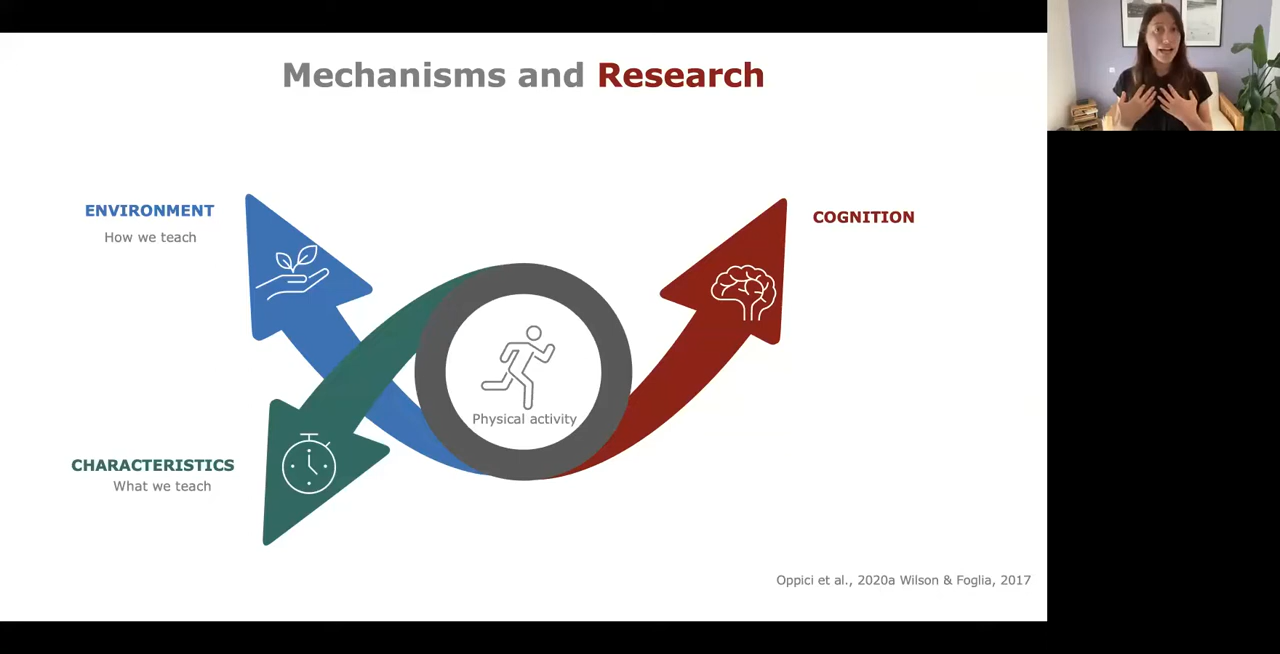 Mechanisms and Research
ENVIRONMENT
How we teach
COGNITION
Physical activity
CHARACTERISTICS
What we teach
Oppici et al., 2020a Wilson & Foglia, 2017